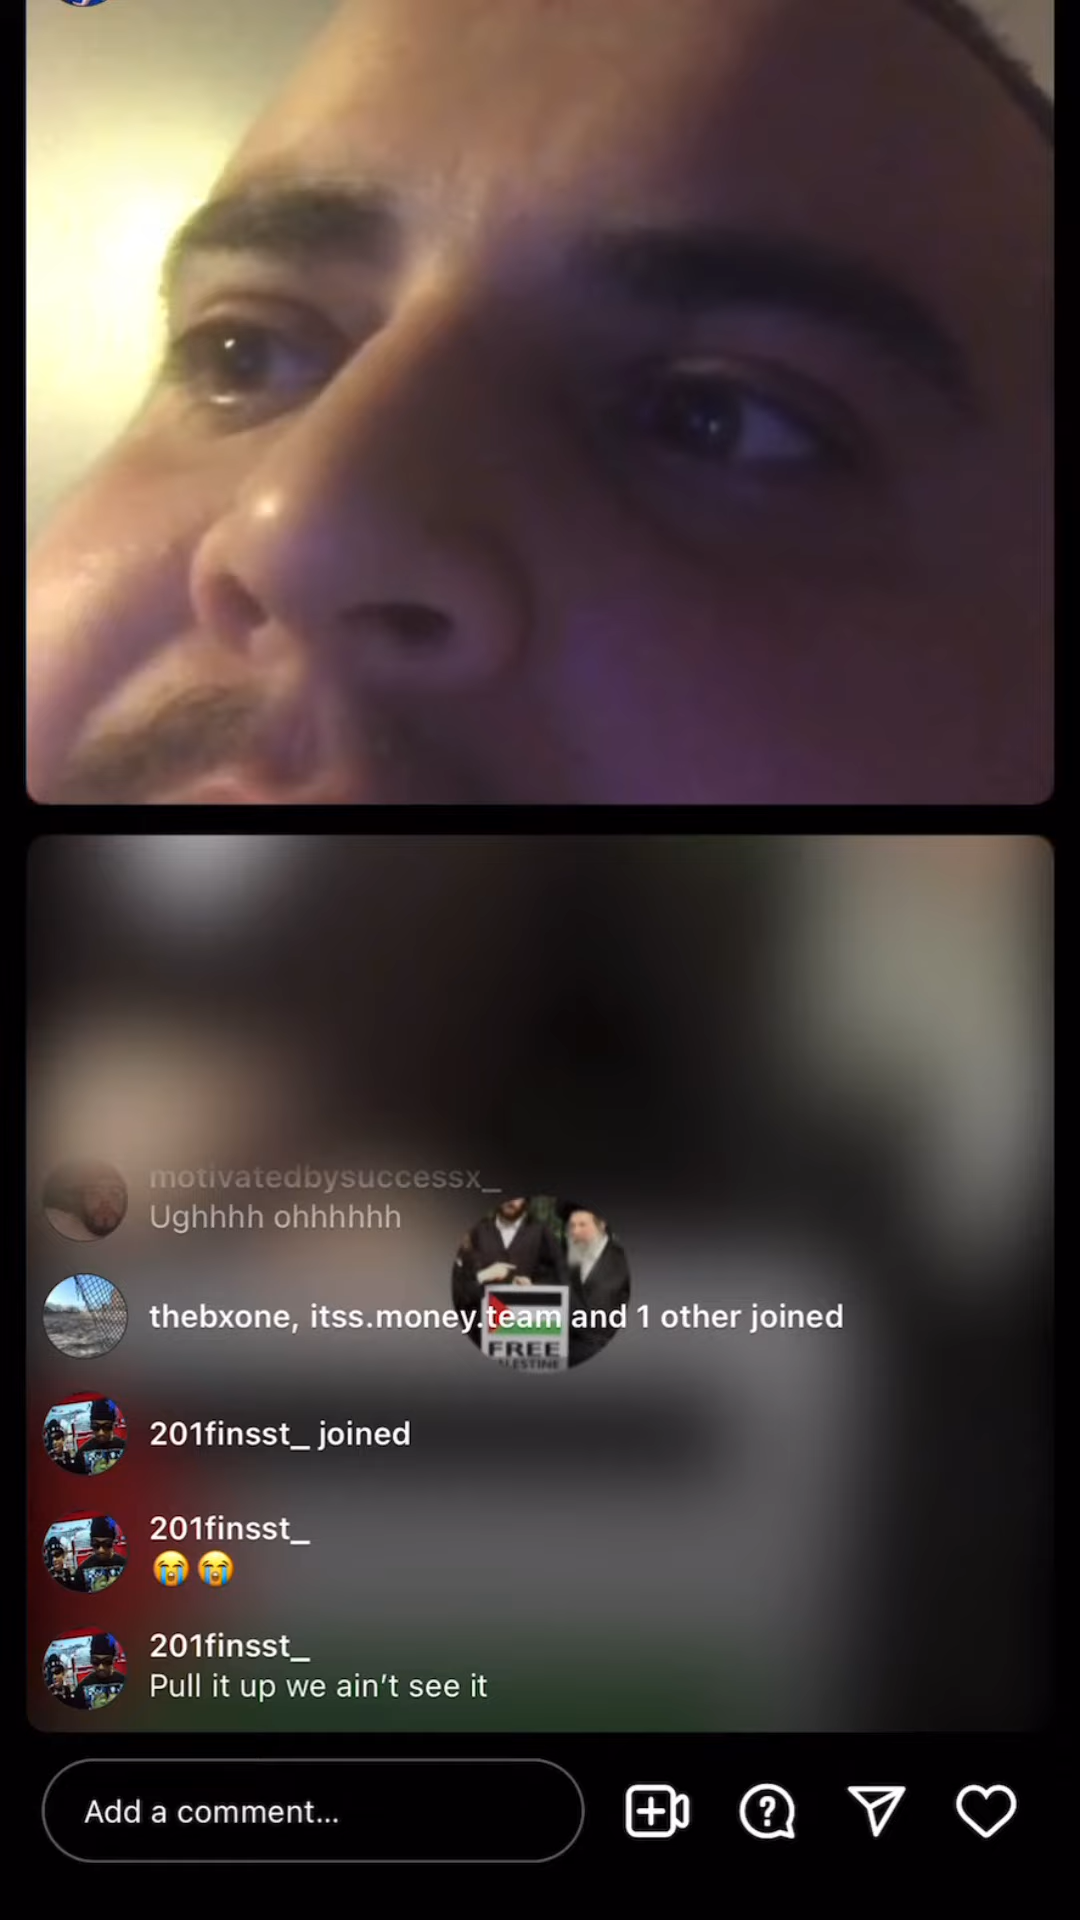 motivatedbysuccessx_
Ughhhh ohhhhhh
thebxone, itss.money.team and 1 other joined
FREE
201finsst_ joined
201finsst_
😭😭
201finsst_
Pull it up we ain’t see it
Add a comment...